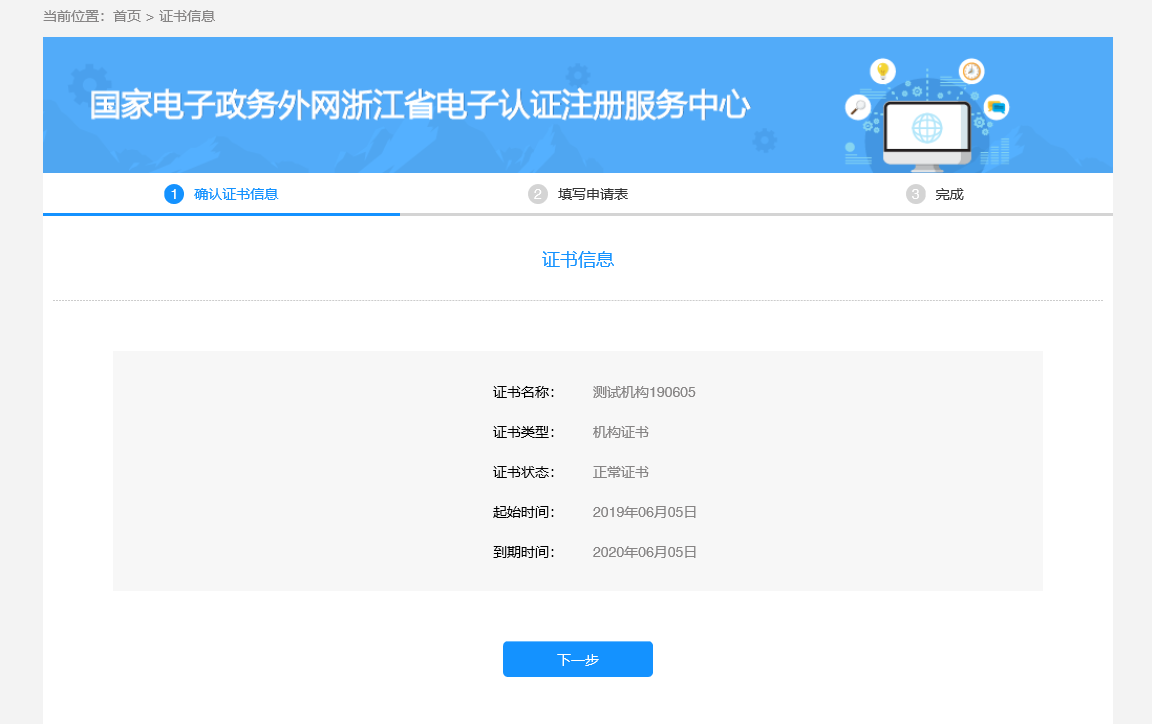 当前位置：首页 > 证书信息
国家电子政务外网浙江省电子认证注册服务中心
1 确认证书信息 2 填写申请表 3 完成
证书信息
证书名称： 测试机构190605
证书类型： 机构证书
证书状态： 正常证书
起始时间： 2019年06月05日
到期时间： 2020年06月05日
下一步